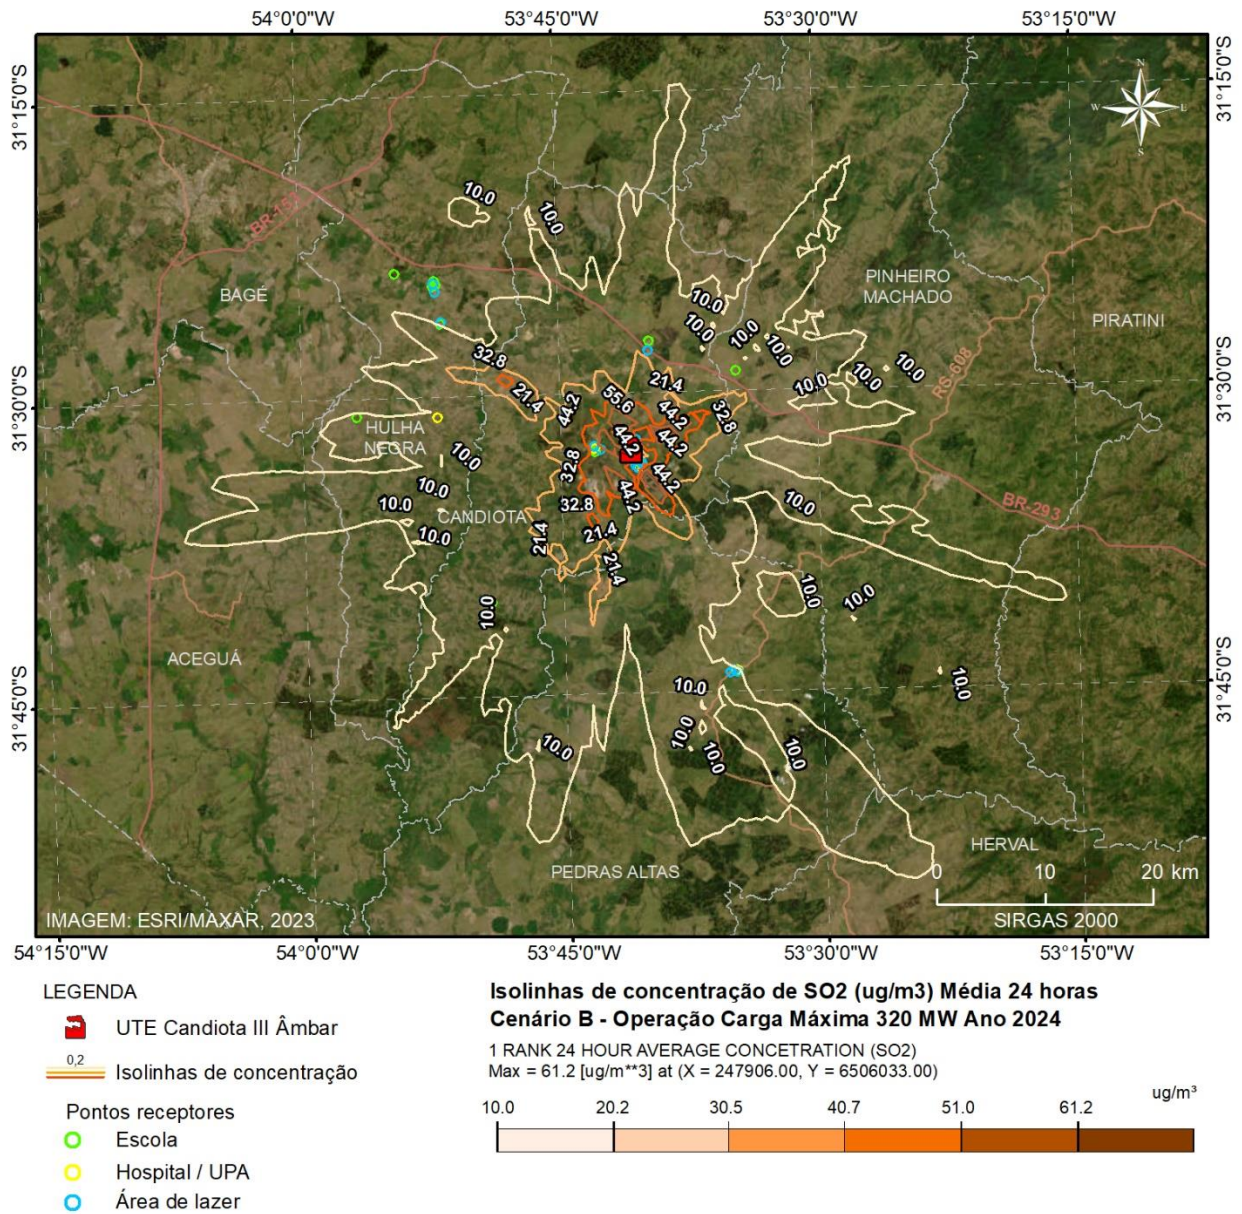 54°0'0"W 53°45'0"W 53°30'0"W 53°15'0"W
31°15'0"S 31°15'0"S
N
W E
S
10.0
10.0
BR-153
PINHEIRO
MACHADO
BAGÉ
10.0
PIRATINI
10.0
10.0
10.0
32.8
10.0
10.0
10.0
21.4
RS-608
31°30'0"S 31°30'0"S
21.4
55.6
44.2
44.2
32.8
HULHA
NEGRA
44.2
44.2
10.0
32.8
44.2
10.0
10.0
32.8
44.2
10.0
BR-293
CANDIOTA
10.0
21.4
21.4
21.4
10.0
10.0
10.0
ACEGUÁ
10.0
10.0
31°45'0"S 31°45'0"S
10.0
10.0
10.0
10.0
HERVAL
PEDRAS ALTAS
0 10 20 km
IMAGEM: ESRI/MAXAR, 2023
SIRGAS 2000
54°15'0"W 54°0'0"W 53°45'0"W 53°30'0"W 53°15'0"W
LEGENDA
UTE Candiota III Âmbar
0,2
Isolinhas de concentração
Pontos receptores
Escola
Hospital / UPA
Área de lazer
Isolinhas de concentração de SO2 (ug/m3) Média 24 horas
Cenário B - Operação Carga Máxima 320 MW Ano 2024
1 RANK 24 HOUR AVERAGE CONCETRATION (SO2)
Max = 61.2 [ug/m**3] at (X = 247906.00, Y = 6506033.00)
ug/m³
10.0 20.2 30.5 40.7 51.0 61.2